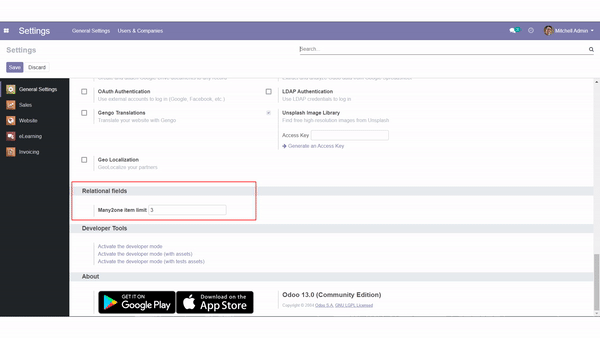 Settings
General Settings
Users & Companies
Mitchell Admin
Settings
Search...
Save
Discard
General Settings
Sales
Website
eLearning
Invoicing
OAuth Authentication
Use external accounts to log in (Google, Facebook, etc.)
LDAP Authentication
Use LDAP credentials to log in
Gengo Translations
Translate your website with Gengo
Unsplash Image Library
Find free high-resolution images from Unsplash
Access Key
Generate an Access Key
Geo Localization
GeoLocalize your partners
Relational fields
Many2one item limit 3
Developer Tools
Activate the developer mode
Activate the developer mode (with assets)
Activate the developer mode (with tests assets)
About
GET IT ON
Google Play
Download on the
App Store
Odoo 13.0 (Community Edition)
Copyright © 2004 Odoo S.A. GNU LGPL Licensed